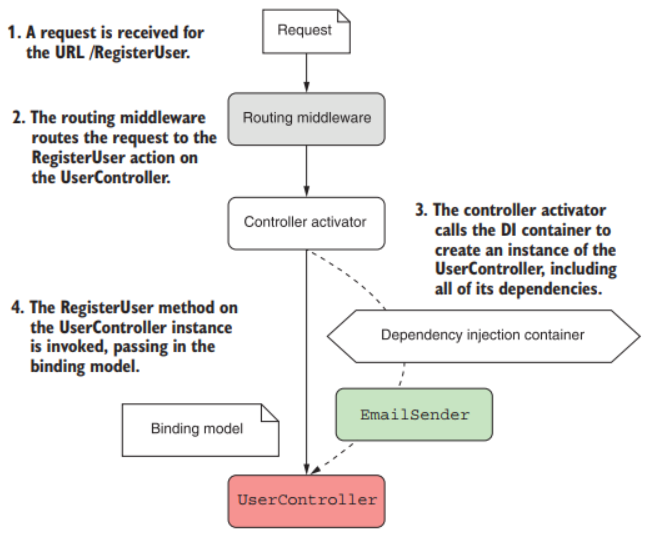 1. A request is received for
the URL /RegisterUser.
Request
2. The routing middleware
routes the request to the
RegisterUser action on
the UserController.
Routing middleware
Controller activator
3. The controller activator
calls the DI container to
create an instance of the
UserController, including
all of its dependencies.
4. The RegisterUser method on
the UserController instance
is invoked, passing in the
binding model.
Dependency injection container
EmailSender
Binding model
UserController